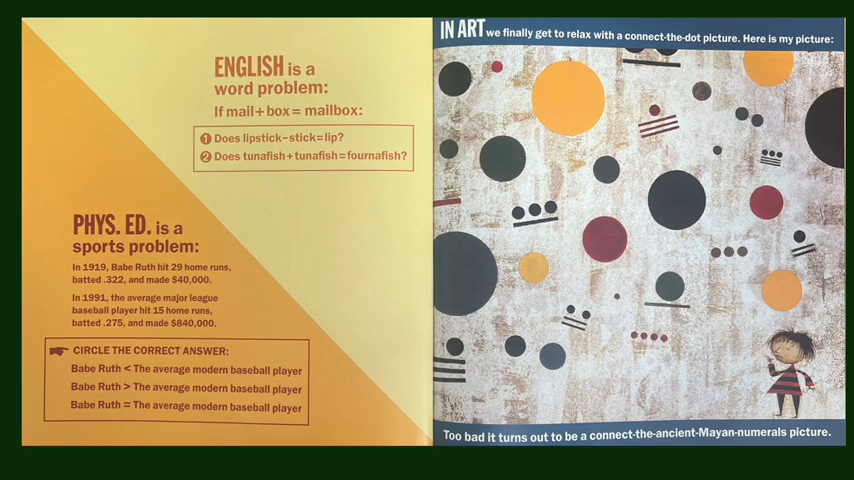 ENGLISH is a
word problem:
If mail+box=mailbox:
1 Does lipstick–stick=lip?
2 Does tunafish+tunafish=fournafish?
PHYS. ED. is a
sports problem:
In 1919, Babe Ruth hit 29 home runs,
batted .322, and made $40,000.
In 1991, the average major league
baseball player hit 15 home runs,
batted .275, and made $840,000.
CIRCLE THE CORRECT ANSWER:
Babe Ruth < The average modern baseball player
Babe Ruth > The average modern baseball player
Babe Ruth = The average modern baseball player
IN ART we finally get to relax with a connect-the-dot picture. Here is my picture:
Too bad it turns out to be a connect-the-ancient-Mayan-numerals picture.